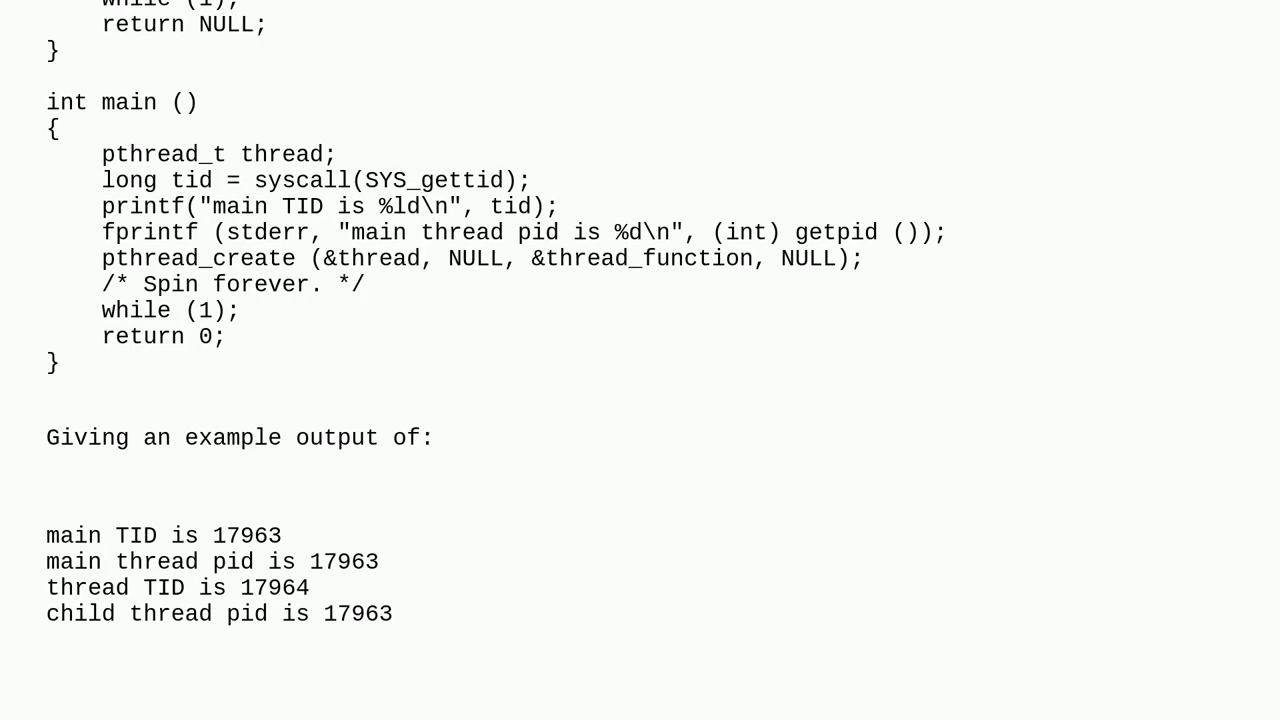 while (1);
return NULL;
}
int main ()
{
pthread_t thread;
long tid = syscall(SYS_gettid);
printf("main TID is %ld\n", tid);
fprintf (stderr, "main thread pid is %d\n", (int) getpid ());
pthread_create (&thread, NULL, &thread_function, NULL);
/* Spin forever. */
while (1);
return 0;
}
Giving an example output of:
main TID is 17963
main thread pid is 17963
thread TID is 17964
child thread pid is 17963